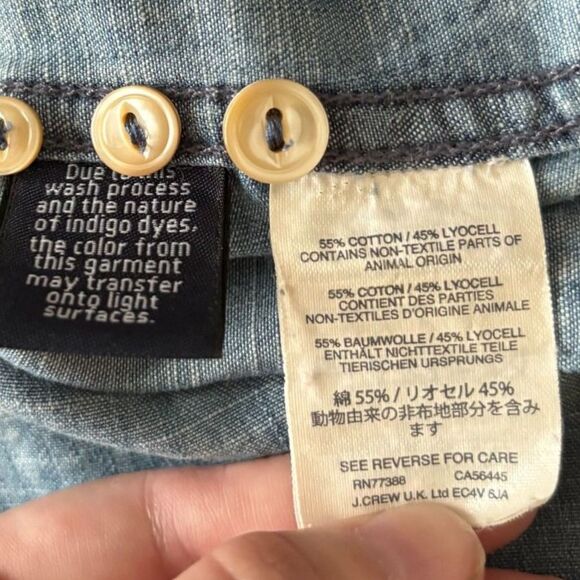 Due to this
wash process
and the nature
of indigo dyes,
the color from
this garment
may transfer
onto light
surfaces.
55% COTTON / 45% LYOCELL
CONTAINS NON-TEXTILE PARTS OF
ANIMAL ORIGIN
55% COTON / 45% LYOCELL
CONTIENT DES PARTIES
NON-TEXTILES D'ORIGINE ANIMALE
55% BAUMWOLLE / 45% LYOCELL
ENTHÄLT NICHTTEXTILE TEILE
TIERISCHEN URSPRUNGS
綿 55% / リオセル 45%
動物由来の非布地部分を含み
ます
SEE REVERSE FOR CARE
RN77388 CA56445
J.CREW U.K. Ltd EC4V 6JA